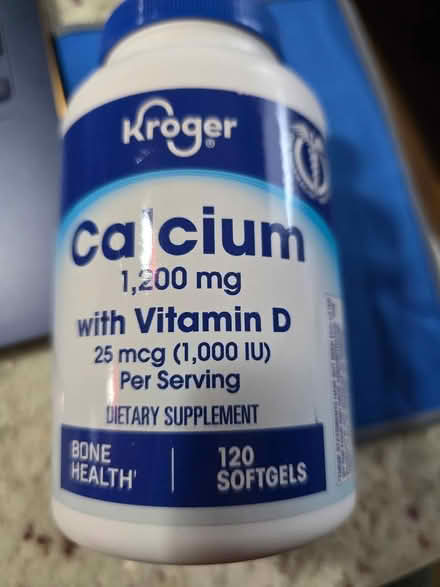 Kroger®
Calcium
1,200 mg
with Vitamin D
25 mcg (1,000 IU)
Per Serving
DIETARY SUPPLEMENT
BONE
HEALTH†
120
SOFTGELS